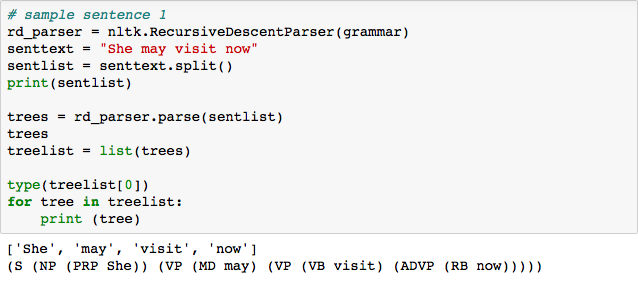 # sample sentence 1
rd_parser = nltk.RecursiveDescentParser(grammar)
senttext = "She may visit now"
sentlist = senttext.split()
print(sentlist)
trees = rd_parser.parse(sentlist)
trees
treelist = list(trees)
type(treelist[0])
for tree in treelist:
    print (tree)
['She', 'may', 'visit', 'now']
(S (NP (PRP She)) (VP (MD may) (VP (VB visit) (ADVP (RB now)))))